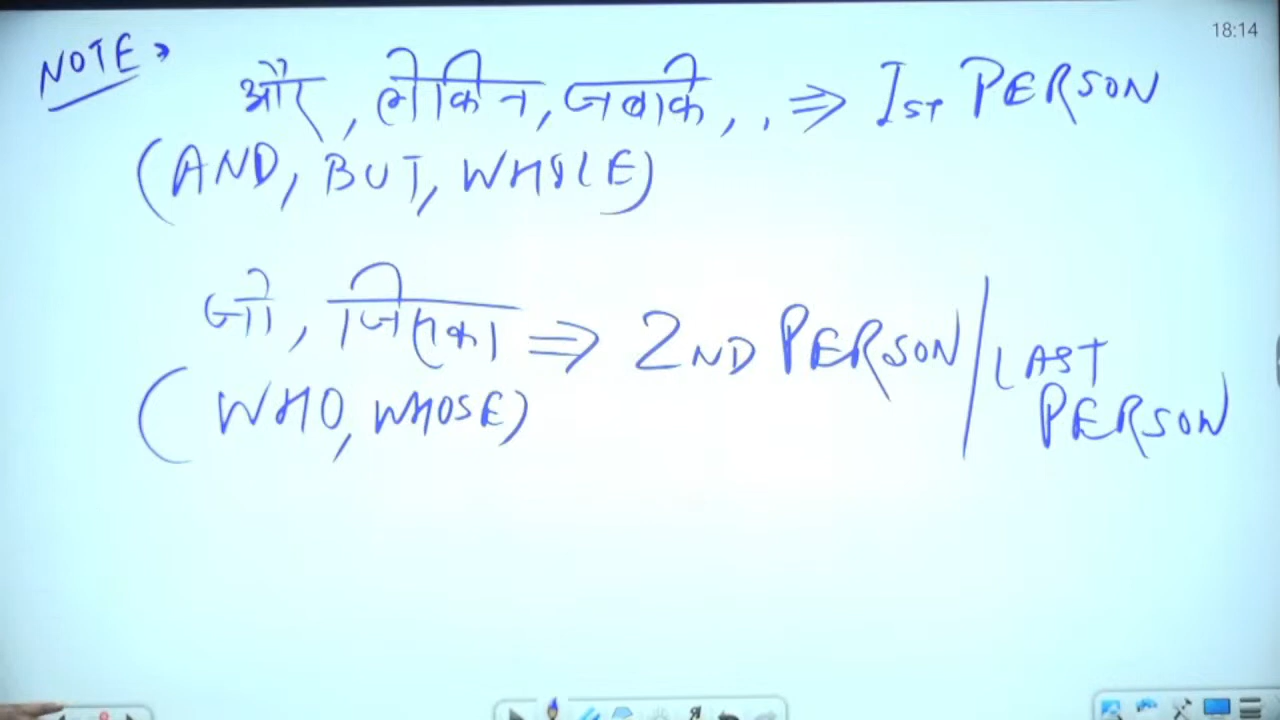 18:14
NOTE →
और, लेकिन, जबकि, , ⇒ Ist PERSON
(AND, BUT, WHILE)
जो, जिसका ⇒ 2ND PERSON / LAST PERSON
(WHO, WHOSE)